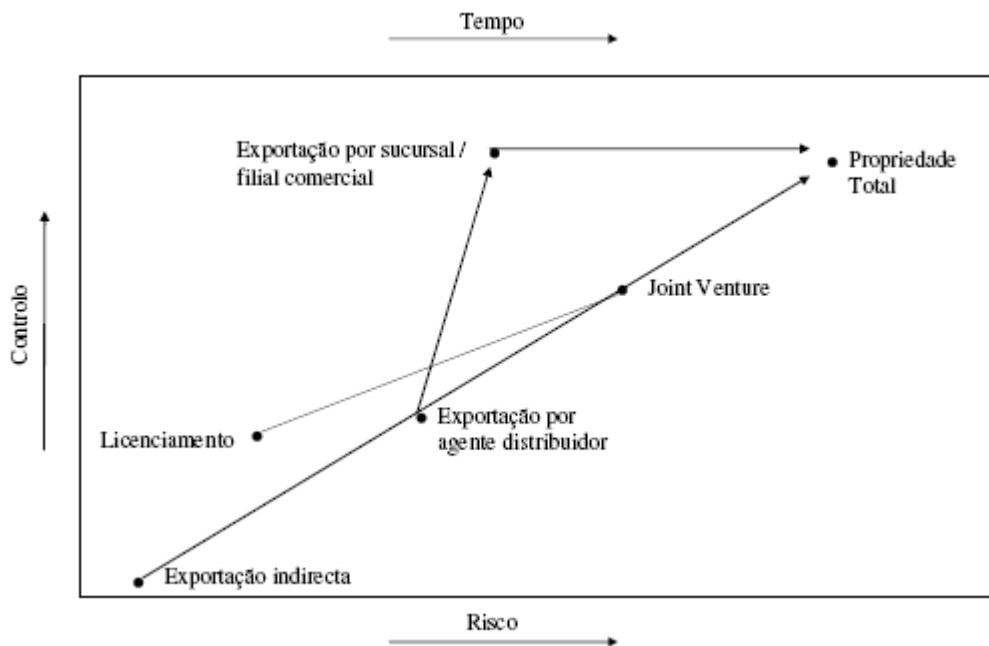 Tempo
Exportação por sucursal /
filial comercial
Propriedade
Total
Joint Venture
Controlo
Exportação por
agente distribuidor
Licenciamento
Exportação indirecta
Risco